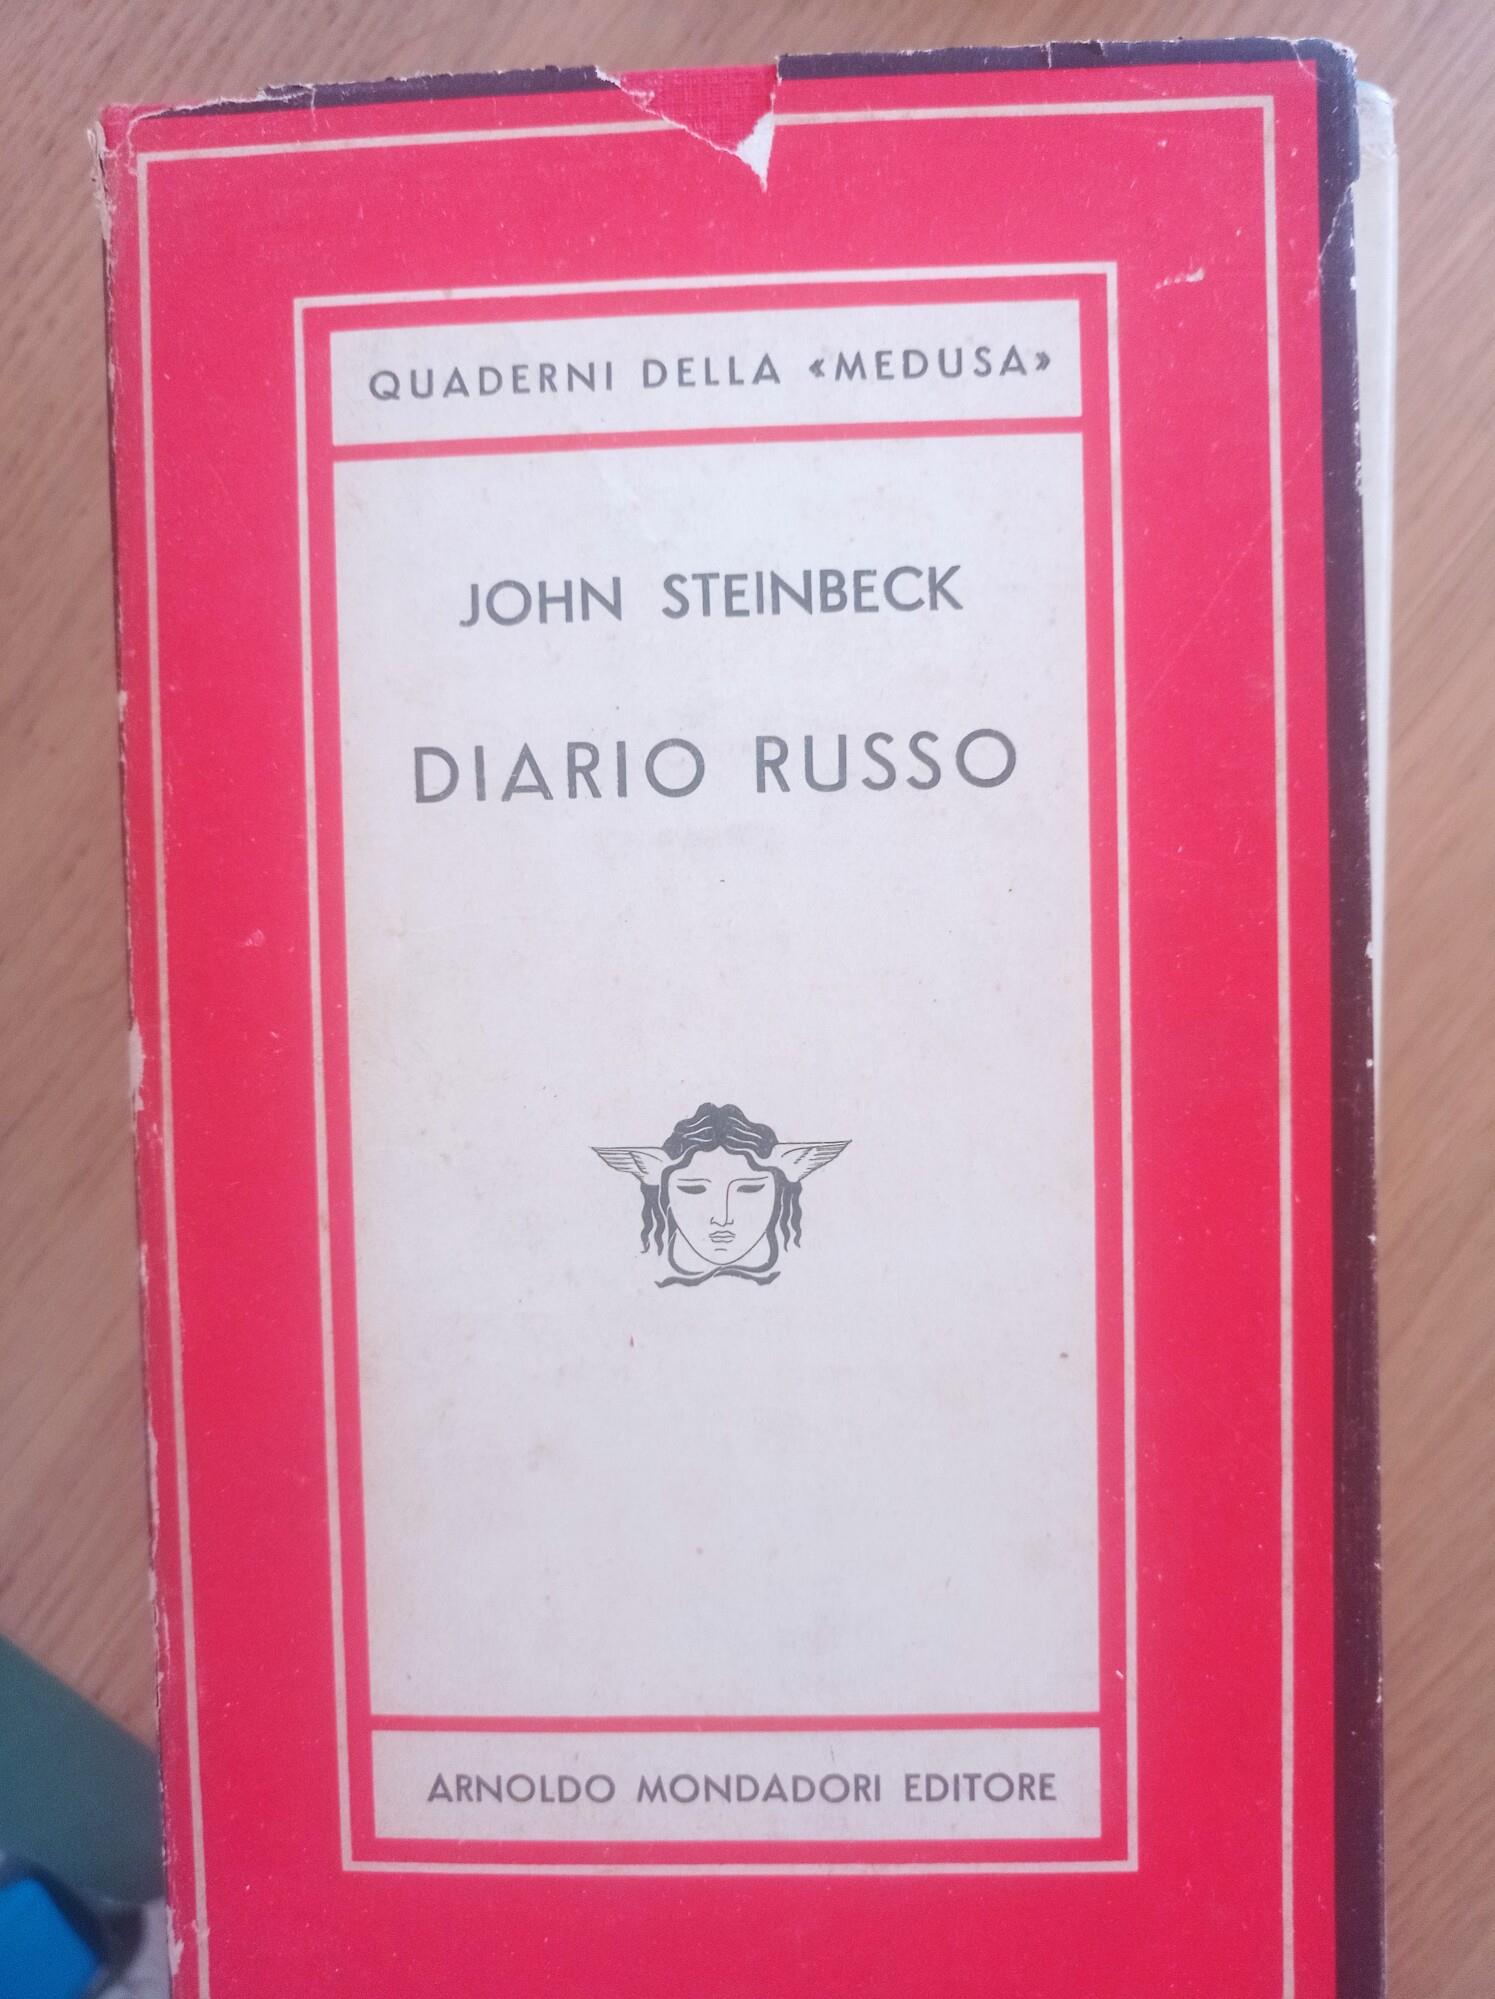 QUADERNI DELLA «MEDUSA»
JOHN STEINBECK
DIARIO RUSSO
ARNOLDO MONDADORI EDITORE